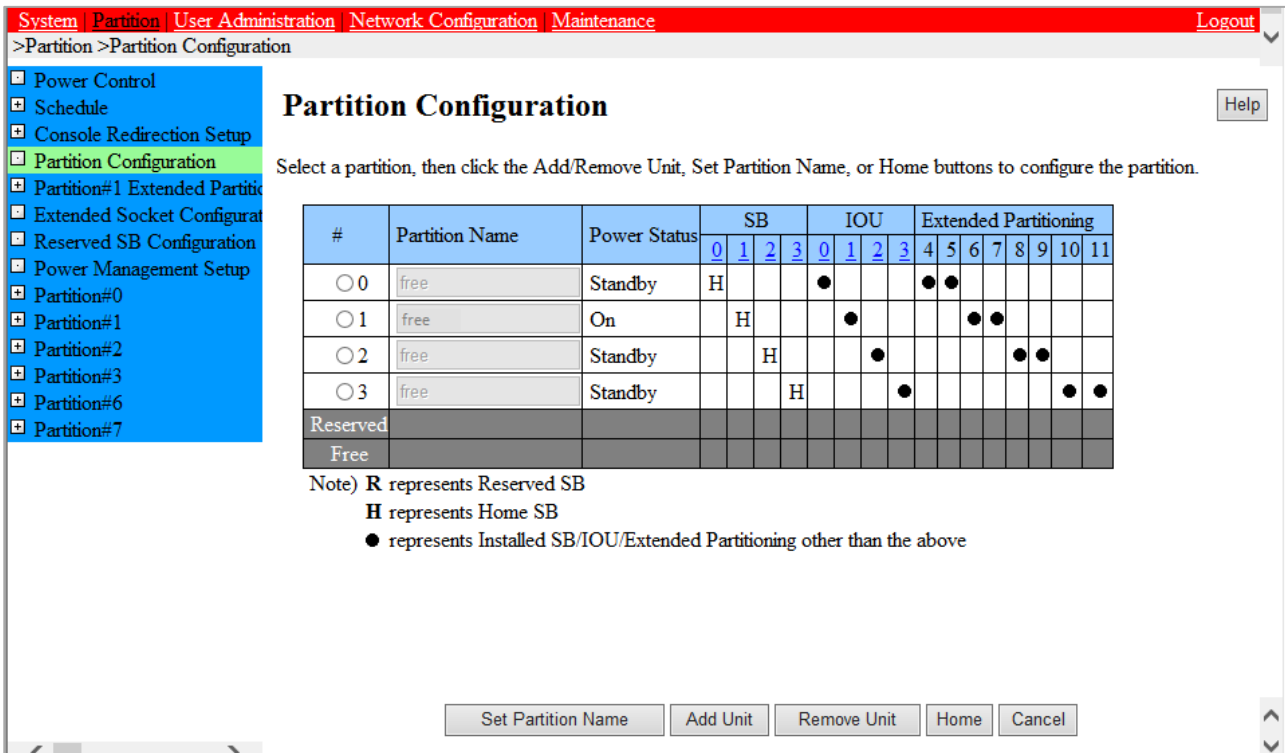 System | Partition | User Administration | Network Configuration | Maintenance Logout
>Partition >Partition Configuration
Power Control
Schedule
Console Redirection Setup
Partition Configuration
Partition#1 Extended Partitio
Extended Socket Configurat
Reserved SB Configuration
Power Management Setup
Partition#0
Partition#1
Partition#2
Partition#3
Partition#6
Partition#7
Partition Configuration
Help
Select a partition, then click the Add/Remove Unit, Set Partition Name, or Home buttons to configure the partition.
# Partition Name Power Status SB IOU Extended Partitioning
0 1 2 3 0 1 2 3 4 5 6 7 8 9 10 11
0 free Standby H ● ● ●
1 free On H ● ● ●
2 free Standby H ● ● ●
3 free Standby H ● ● ●
Reserved
Free
Note) R represents Reserved SB
H represents Home SB
● represents Installed SB/IOU/Extended Partitioning other than the above
Set Partition Name Add Unit Remove Unit Home Cancel